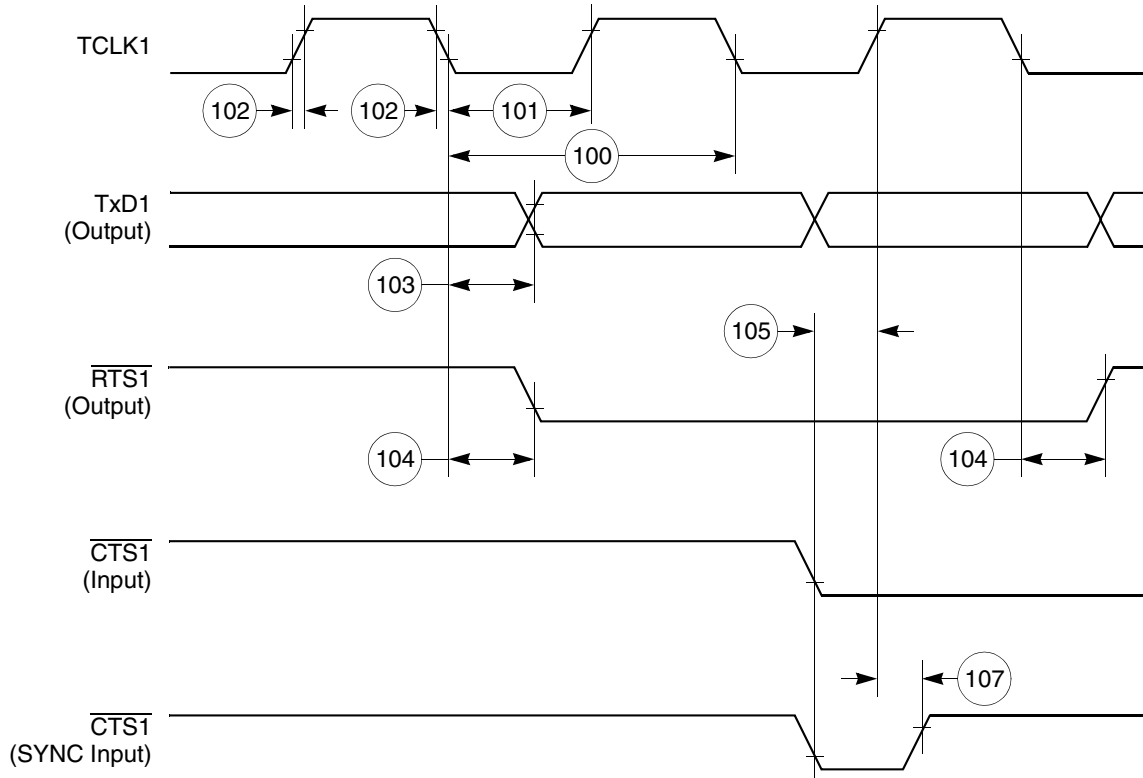 TCLK1
102
102
101
100
TxD1
(Output)
103
105
RTS1
(Output)
104
104
CTS1
(Input)
107
CTS1
(SYNC Input)